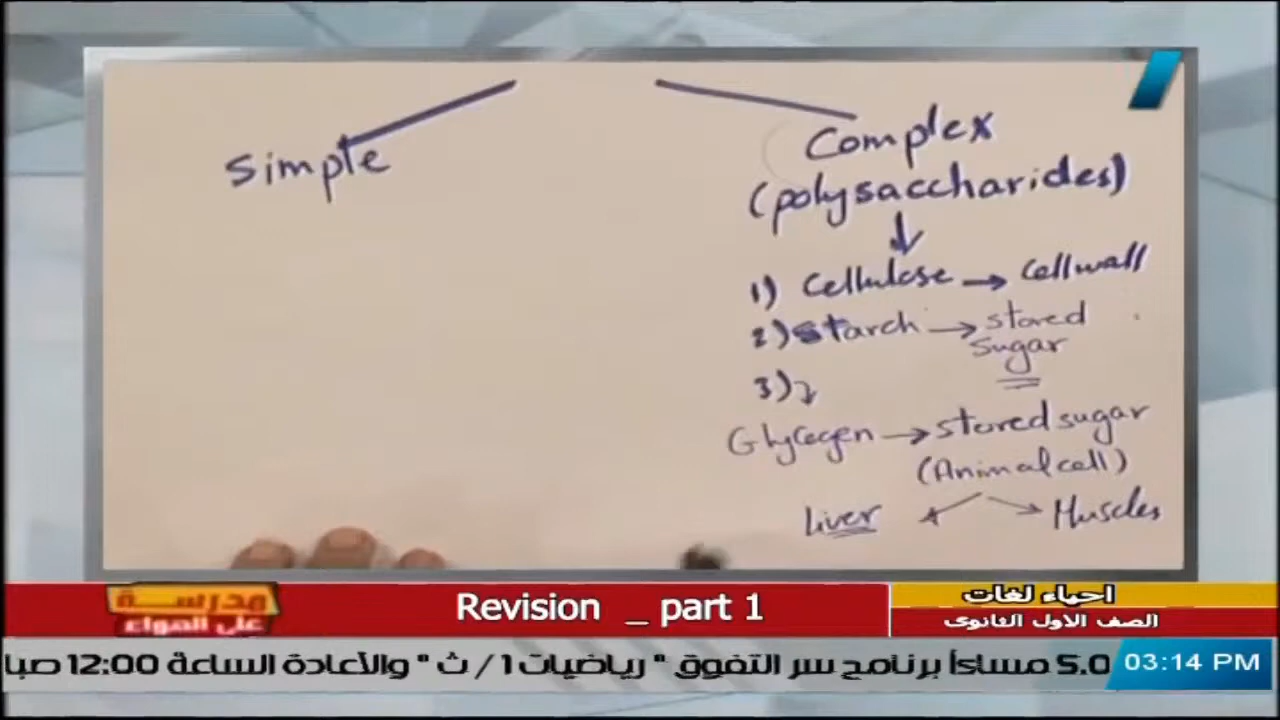 Simple
Complex
(polysaccharides)
1) Cellulose → Cellwall
2) Starch → stored
sugar
3)
Glycogen → stored sugar
(Animal cell)
Liver
Muscles
مدرسة
على الهواء
Revision _ part 1
احياء لغات
الصف الاول الثانوى
5.0 مساءاً برنامج سر التفوق " رياضيات 1 / ث " والأعادة الساعة 12:00 صبا
03:14 PM